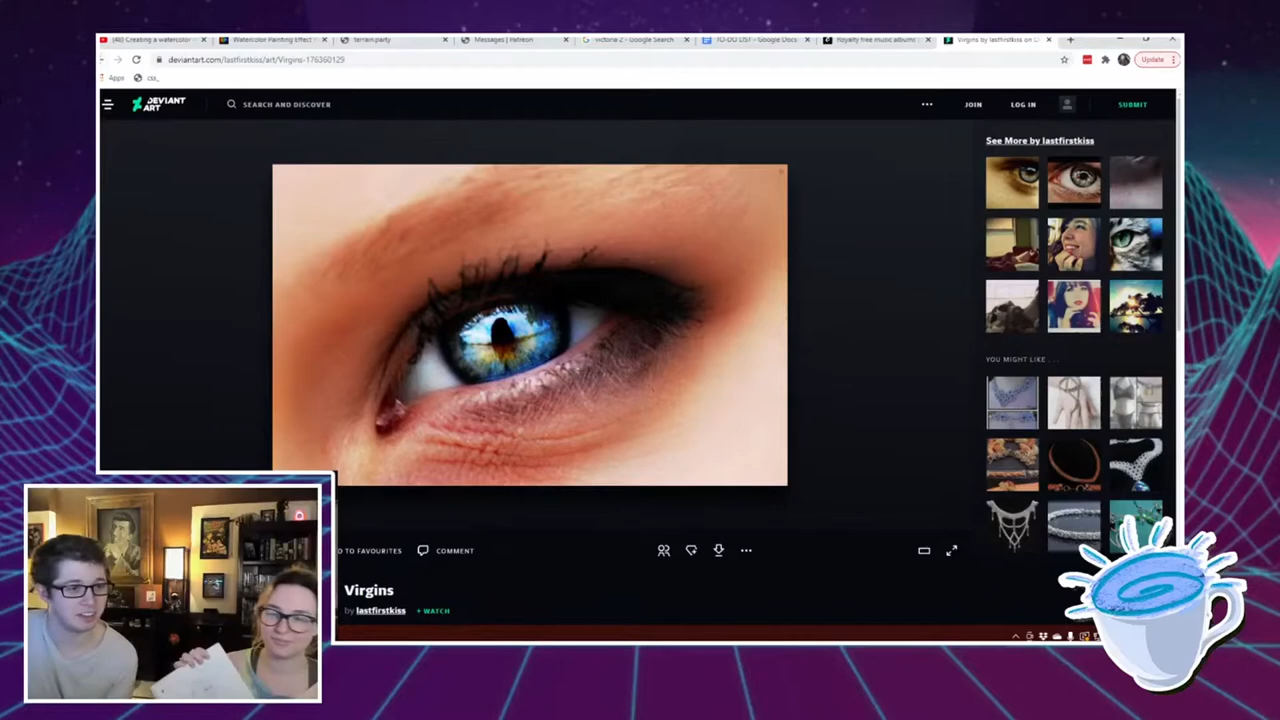 (48) Creating a watercolor
Watercolor Painting Effect
terrain.party
Messages | Patreon
victoria 2 - Google Search
TO-DO LIST - Google Docs
Royalty free music albums
Virgins by lastfirstkiss on D
deviantart.com/lastfirstkiss/art/Virgins-176360129
Update
Apps
css_
DEVIANT ART
SEARCH AND DISCOVER
JOIN
LOG IN
SUBMIT
See More by lastfirstkiss
YOU MIGHT LIKE . . .
D TO FAVOURITES
COMMENT
Virgins
by lastfirstkiss
+ WATCH